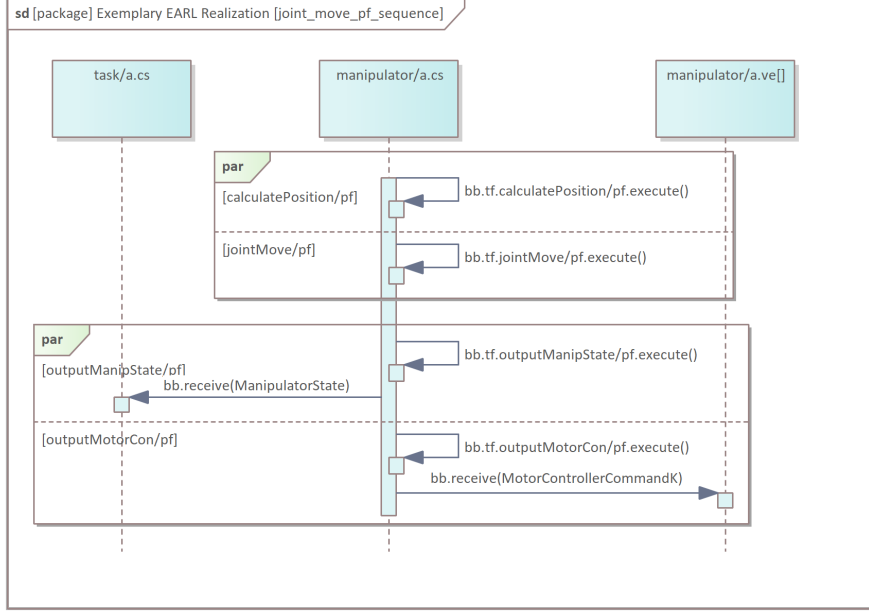 sd [package] Exemplary EARL Realization [joint_move_pf_sequence]
task/a.cs
manipulator/a.cs
manipulator/a.ve[]
par
[calculatePosition/pf]
bb.tf.calculatePosition/pf.execute()
[jointMove/pf]
bb.tf.jointMove/pf.execute()
par
[outputManipState/pf]
bb.tf.outputManipState/pf.execute()
bb.receive(ManipulatorState)
[outputMotorCon/pf]
bb.tf.outputMotorCon/pf.execute()
bb.receive(MotorControllerCommandK)